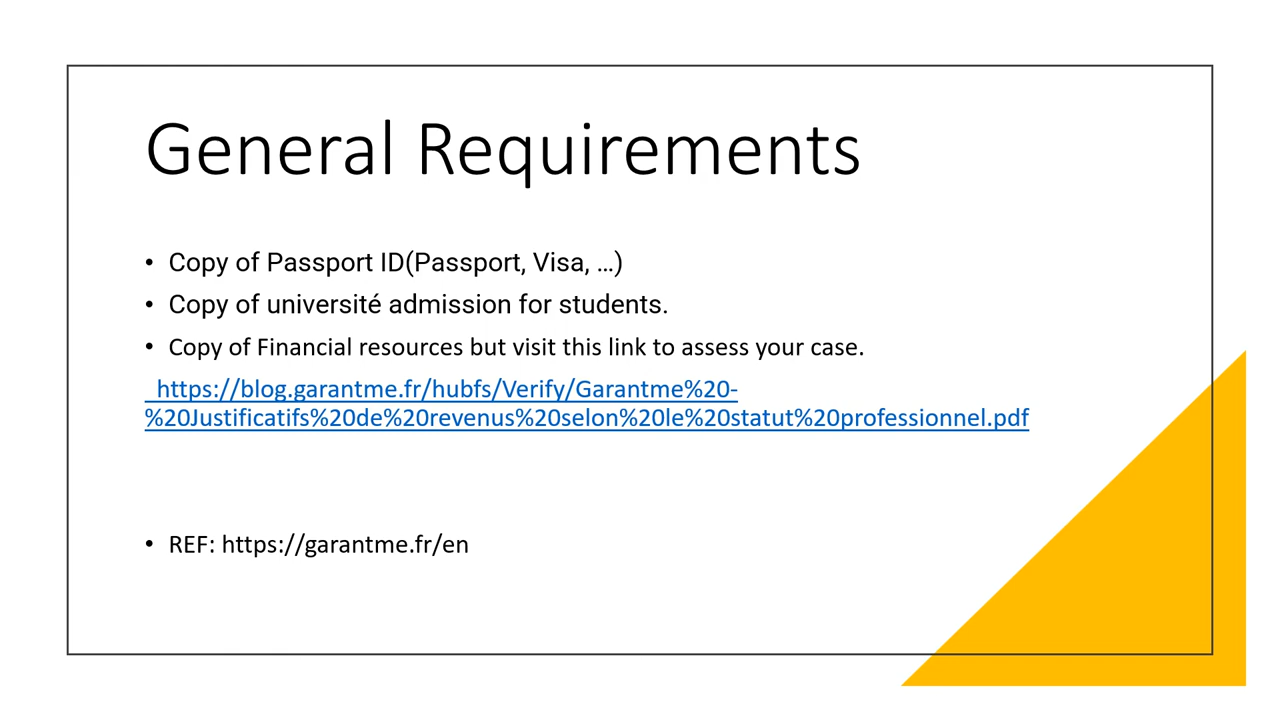 General Requirements
• Copy of Passport ID(Passport, Visa, …)
• Copy of université admission for students.
• Copy of Financial resources but visit this link to assess your case.
https://blog.garantme.fr/hubfs/Verify/Garantme%20-
%20Justificatifs%20de%20revenus%20selon%20le%20statut%20professionnel.pdf
• REF: https://garantme.fr/en